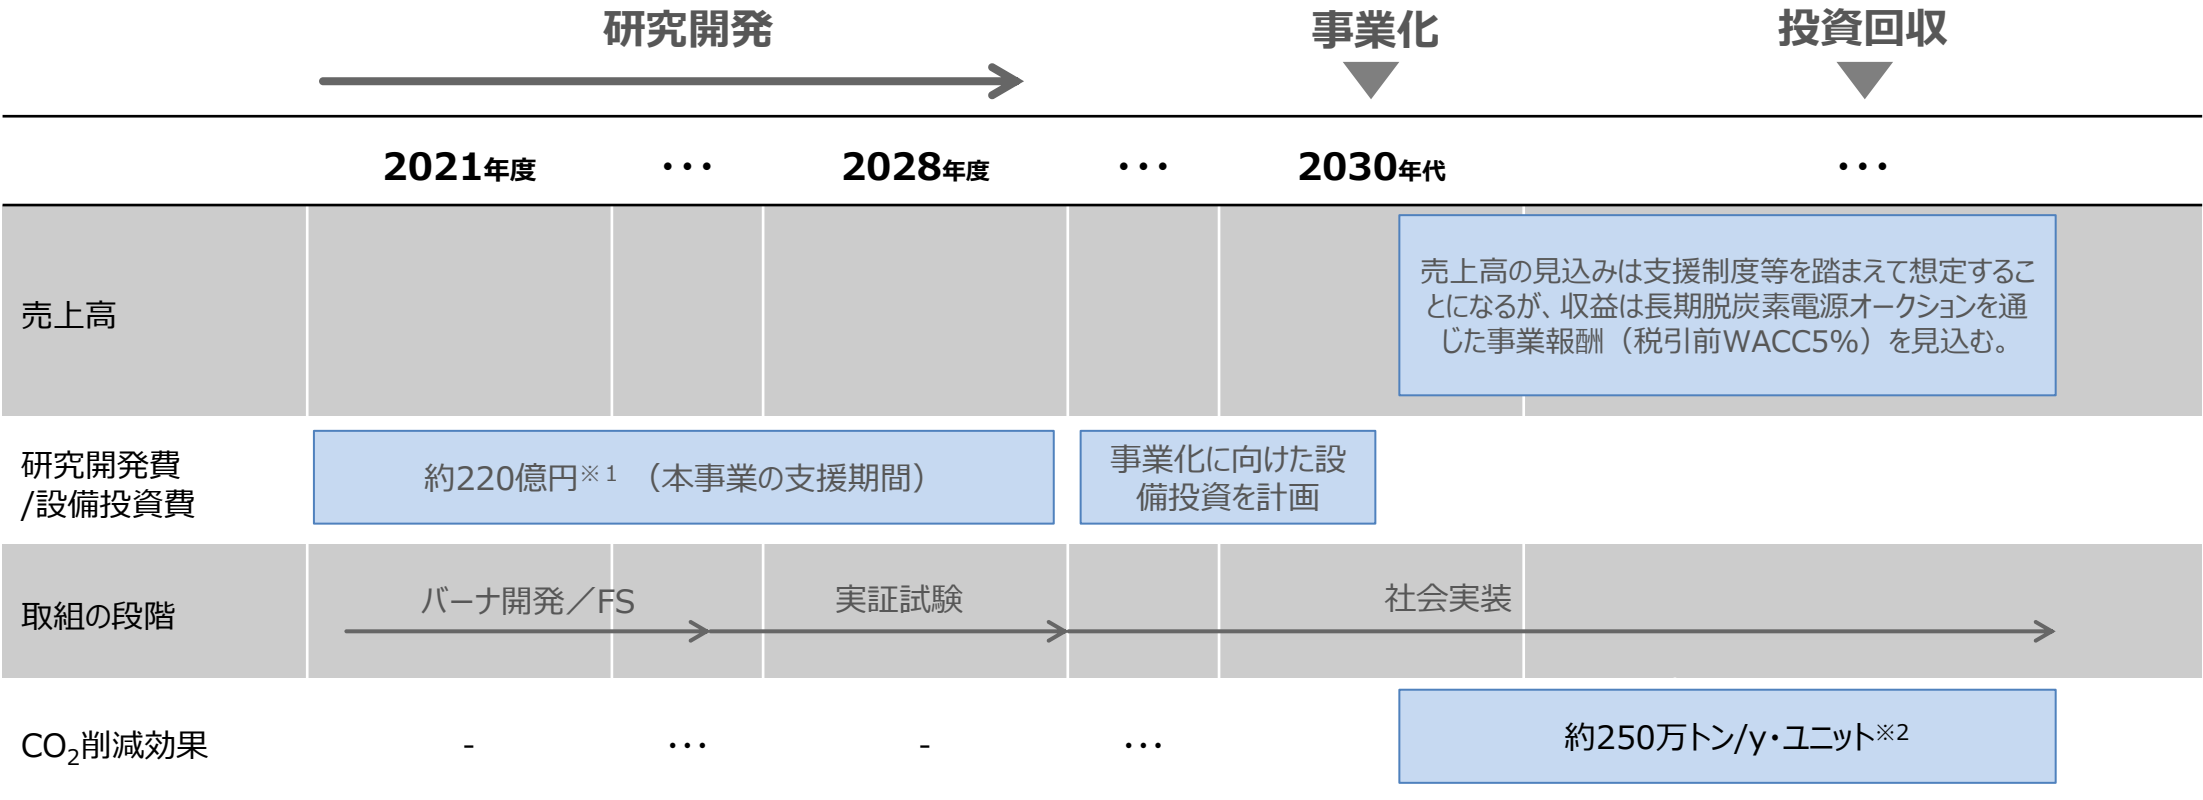 研究開発
事業化
投資回収
2021年度
・・・
2028年度
・・・
2030年代
・・・
売上高
売上高の見込みは支援制度等を踏まえて想定するこ
とになるが、収益は長期脱炭素電源オークションを通
じた事業報酬（税引前WACC5%）を見込む。
研究開発費
/設備投資費
約220億円※1 （本事業の支援期間）
事業化に向けた設
備投資を計画
取組の段階
バーナ開発／FS
実証試験
社会実装
CO2削減効果
-
・・・
-
・・・
約250万トン/y・ユニット※2